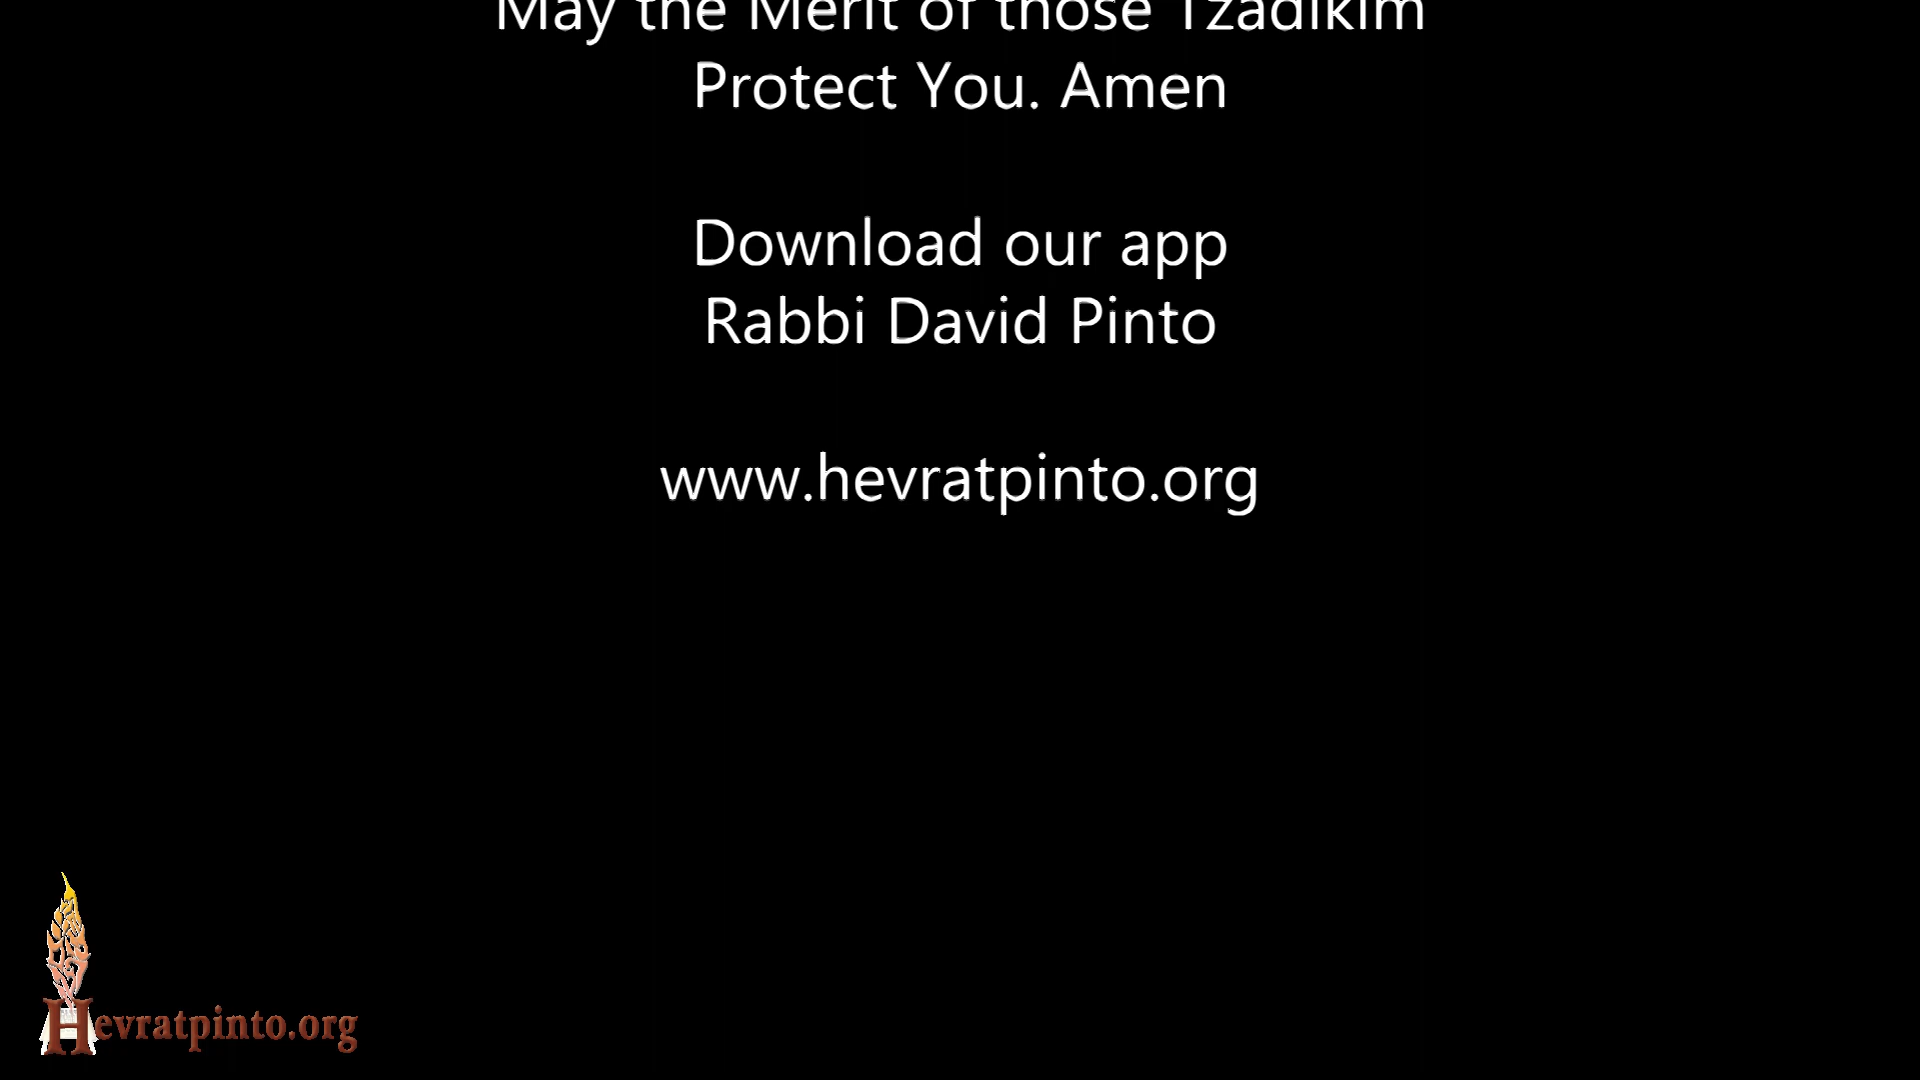 May the Merit of those Tzadikim
Protect You. Amen
Download our app
Rabbi David Pinto
www.hevratpinto.org
Hevratpinto.org